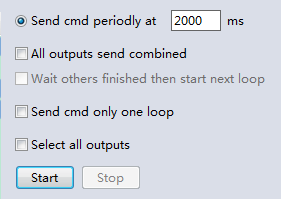 Send cmd periodly at 2000 ms
All outputs send combined
Wait others finished then start next loop
Send cmd only one loop
Select all outputs
Start Stop